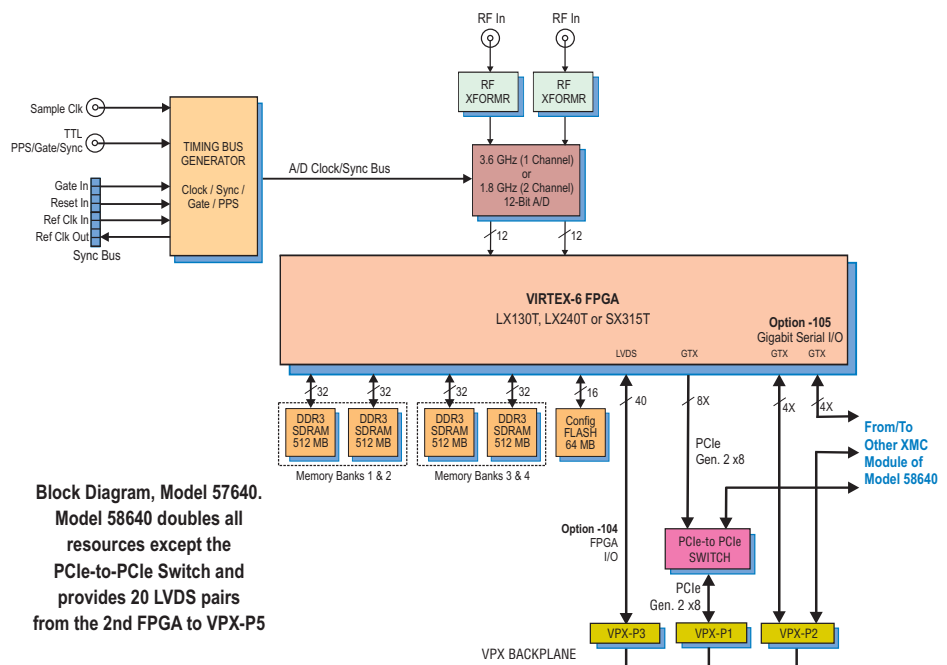 RF In
RF In
RF
XFORMR
RF
XFORMR
Sample Clk
TTL
PPS/Gate/Sync
TIMING BUS
GENERATOR
Clock / Sync /
Gate / PPS
A/D Clock/Sync Bus
3.6 GHz (1 Channel)
or
1.8 GHz (2 Channel)
12-Bit A/D
Gate In
Reset In
Ref Clk In
Ref Clk Out
Sync Bus
12
12
VIRTEX-6 FPGA
LX130T, LX240T or SX315T
Option -105
Gigabit Serial I/O
LVDS
GTX
GTX
GTX
32
32
32
32
16
40
8X
4X
4X
DDR3
SDRAM
512 MB
DDR3
SDRAM
512 MB
DDR3
SDRAM
512 MB
DDR3
SDRAM
512 MB
Config
FLASH
64 MB
Memory Banks 1 & 2
Memory Banks 3 & 4
PCIe
Gen. 2 x8
From/To
Other XMC
Module of
Model 58640
Block Diagram, Model 57640.
Model 58640 doubles all
resources except the
PCIe-to-PCIe Switch and
provides 20 LVDS pairs
from the 2nd FPGA to VPX-P5
Option -104
FPGA
I/O
PCIe-to PCIe
SWITCH
PCIe
Gen. 2 x8
VPX-P3
VPX-P1
VPX-P2
VPX BACKPLANE